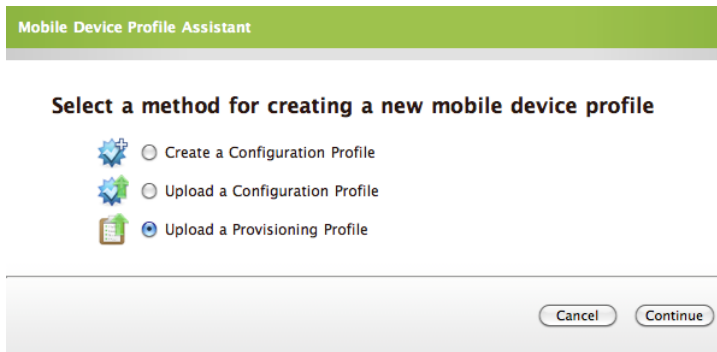 Mobile Device Profile Assistant
Select a method for creating a new mobile device profile
Create a Configuration Profile
Upload a Configuration Profile
Upload a Provisioning Profile
Cancel Continue